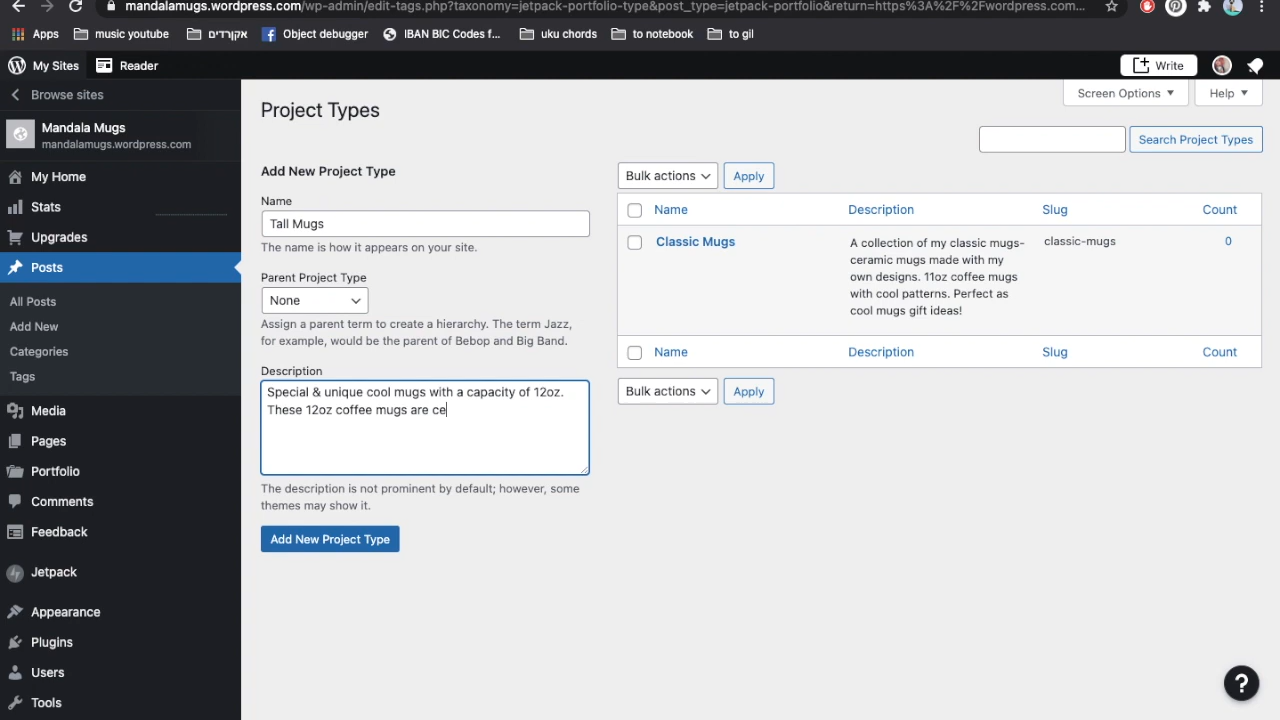 mandalamugs.wordpress.com/wp-admin/edit-tags.php?taxonomy=jetpack-portfolio-type&post_type=jetpack-portfolio&return=https%3A%2F%2Fwordpress.com...
Apps music youtube אקורדים Object debugger IBAN BIC Codes f... uku chords to notebook to gil
My Sites Reader Write
Browse sites
Mandala Mugs
mandalamugs.wordpress.com
My Home
Stats
Upgrades
Posts
All Posts
Add New
Categories
Tags
Media
Pages
Portfolio
Comments
Feedback
Jetpack
Appearance
Plugins
Users
Tools
Screen Options Help
Project Types
Search Project Types
Add New Project Type
Name
Tall Mugs
The name is how it appears on your site.
Parent Project Type
None
Assign a parent term to create a hierarchy. The term Jazz,
for example, would be the parent of Bebop and Big Band.
Description
Special & unique cool mugs with a capacity of 12oz.
These 12oz coffee mugs are ce
The description is not prominent by default; however, some
themes may show it.
Add New Project Type
Bulk actions Apply
Name Description Slug Count
Classic Mugs
A collection of my classic mugs-
ceramic mugs made with my
own designs. 11oz coffee mugs
with cool patterns. Perfect as
cool mugs gift ideas!
classic-mugs
0
Name Description Slug Count
Bulk actions Apply
?